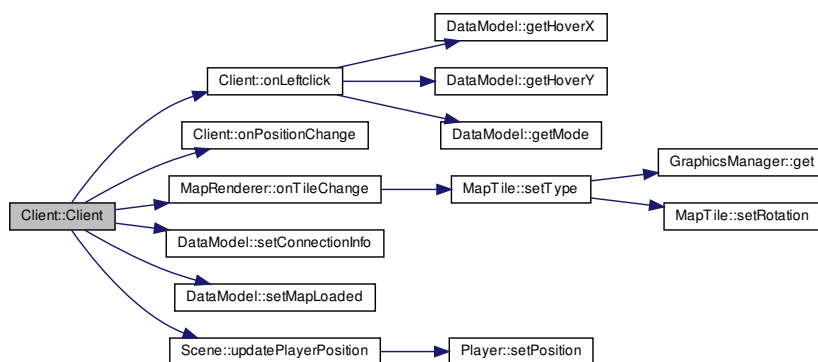 Client::Client
Client::onLeftclick
DataModel::getHoverX
DataModel::getHoverY
DataModel::getMode
Client::onPositionChange
MapRenderer::onTileChange
MapTile::setType
GraphicsManager::get
MapTile::setRotation
DataModel::setConnectionInfo
DataModel::setMapLoaded
Scene::updatePlayerPosition
Player::setPosition